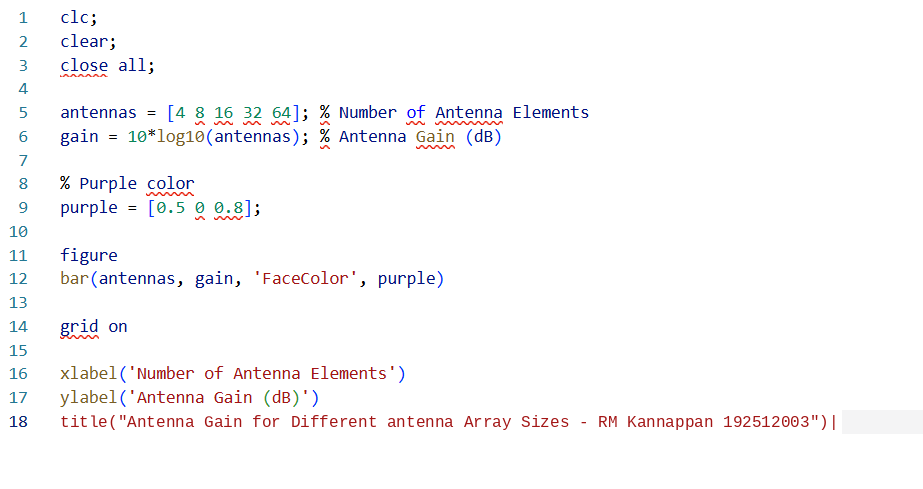 1 clc;
2 clear;
3 close all;
4
5 antennas = [4 8 16 32 64]; % Number of Antenna Elements
6 gain = 10*log10(antennas); % Antenna Gain (dB)
7
8 % Purple color
9 purple = [0.5 0 0.8];
10
11 figure
12 bar(antennas, gain, 'FaceColor', purple)
13
14 grid on
15
16 xlabel('Number of Antenna Elements')
17 ylabel('Antenna Gain (dB)')
18 title("Antenna Gain for Different antenna Array Sizes - RM Kannappan 192512003")